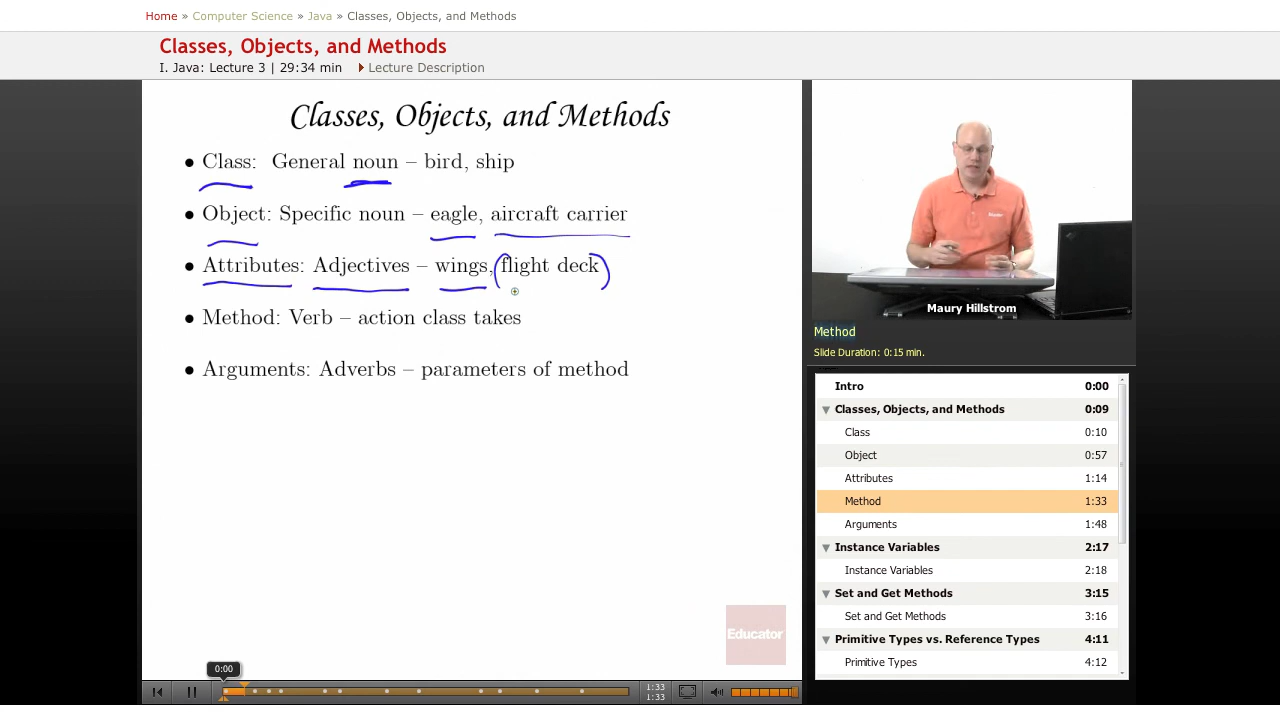 Home » Computer Science » Java » Classes, Objects, and Methods
Classes, Objects, and Methods
I. Java: Lecture 3 | 29:34 min Lecture Description
Classes, Objects, and Methods
• Class: General noun – bird, ship
• Object: Specific noun – eagle, aircraft carrier
• Attributes: Adjectives – wings, flight deck
• Method: Verb – action class takes
• Arguments: Adverbs – parameters of method
Educator
0:00
1:33
1:33
Maury Hillstrom
Method
Slide Duration: 0:15 min.
Intro 0:00
Classes, Objects, and Methods 0:09
Class 0:10
Object 0:57
Attributes 1:14
Method 1:33
Arguments 1:48
Instance Variables 2:17
Instance Variables 2:18
Set and Get Methods 3:15
Set and Get Methods 3:16
Primitive Types vs. Reference Types 4:11
Primitive Types 4:12